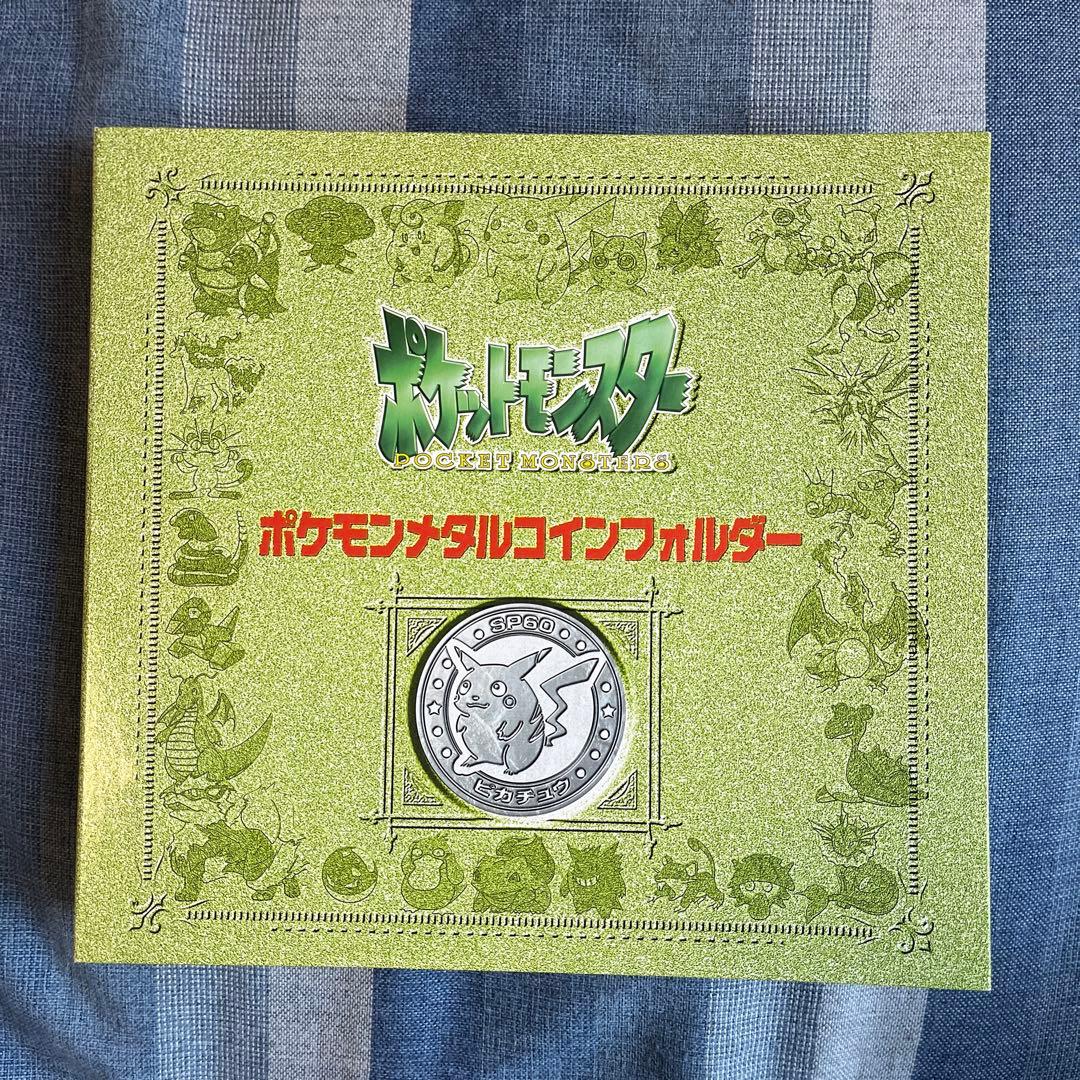 ポケットモンスター
POCKET MONSTERS
ポケモンメタルコインフォルダー
SP60
ピカチュウ